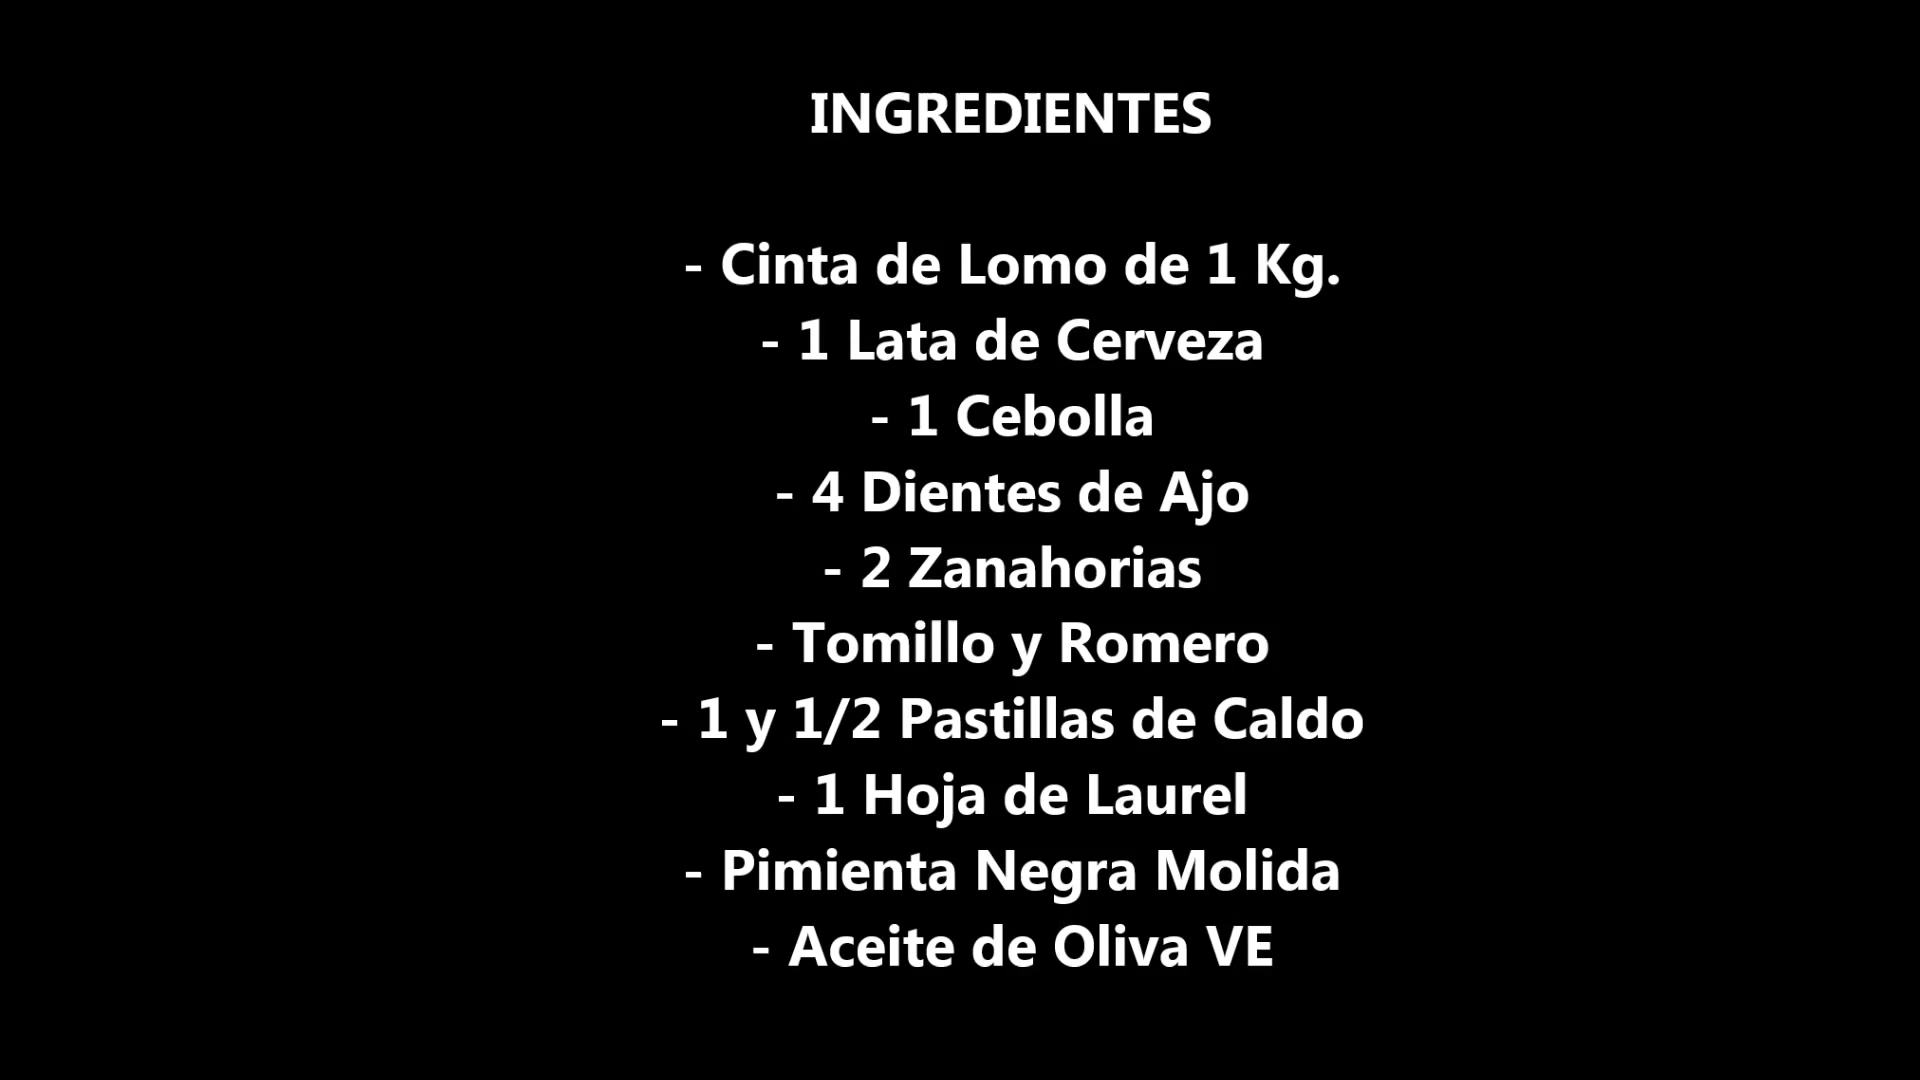 INGREDIENTES
- Cinta de Lomo de 1 Kg.
- 1 Lata de Cerveza
- 1 Cebolla
- 4 Dientes de Ajo
- 2 Zanahorias
- Tomillo y Romero
- 1 y 1/2 Pastillas de Caldo
- 1 Hoja de Laurel
- Pimienta Negra Molida
- Aceite de Oliva VE